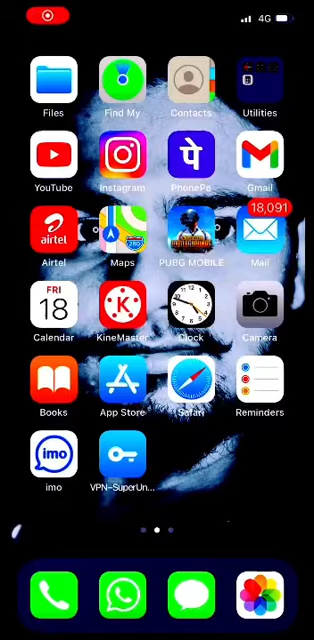 4G
Files
Find My
Contacts
Utilities
YouTube
Instagram
पे
PhonePe
Gmail
airtel
Airtel
280
Maps
PUBG MOBILE
18,091
Mail
FRI
18
Calendar
K
KineMaster
Clock
Camera
Books
App Store
Safari
Reminders
imo
imo
VPN-SuperUn...